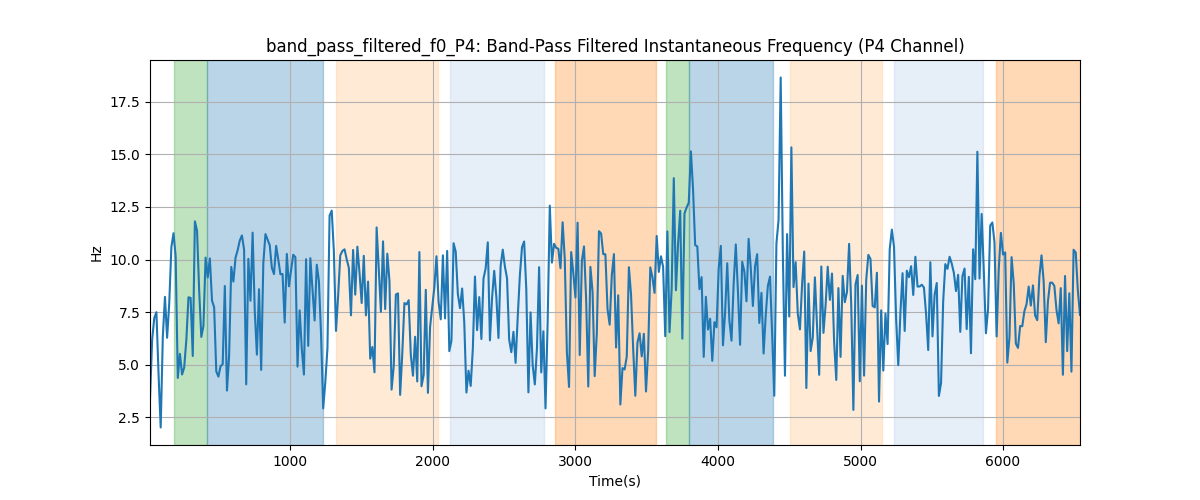 band_pass_filtered_f0_P4: Band-Pass Filtered Instantaneous Frequency (P4 Channel)
17.5
15.0
12.5
10.0
7.5
5.0
2.5
Hz
1000 2000 3000 4000 5000 6000
Time(s)